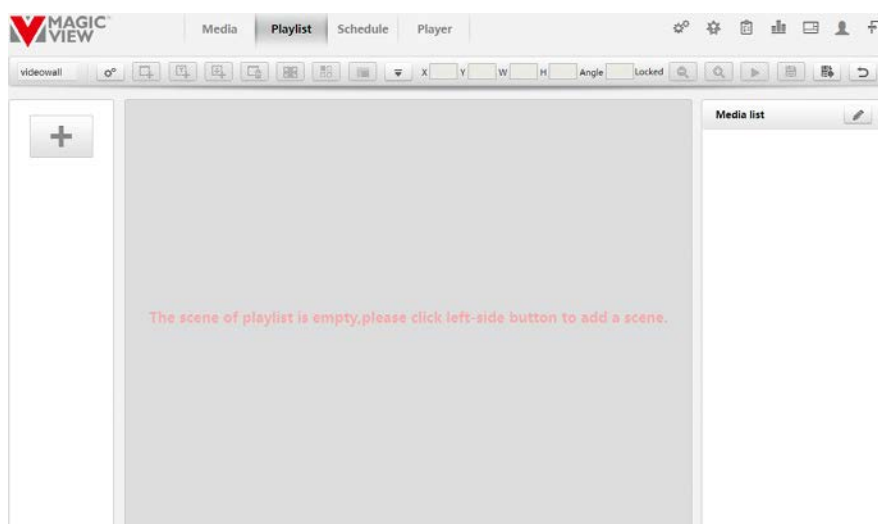 MAGIC
VIEW
Media Playlist Schedule Player
videowall X Y W H Angle Locked
Media list
The scene of playlist is empty,please click left-side button to add a scene.